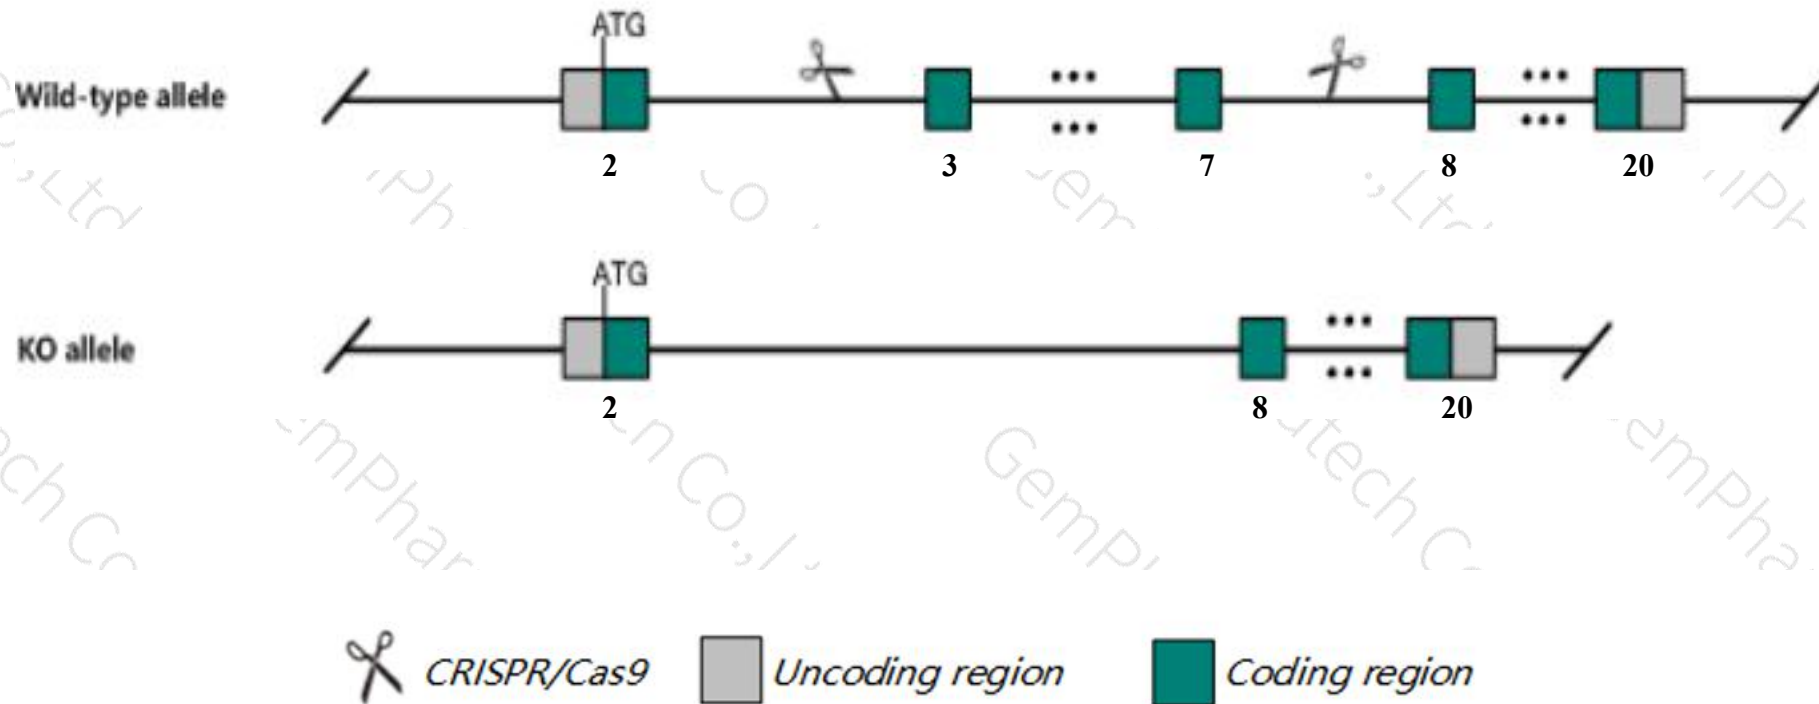 ATG
Wild-type allele
2 3 7 8 20
ATG
KO allele
2 8 20
CRISPR/Cas9 Uncoding region Coding region